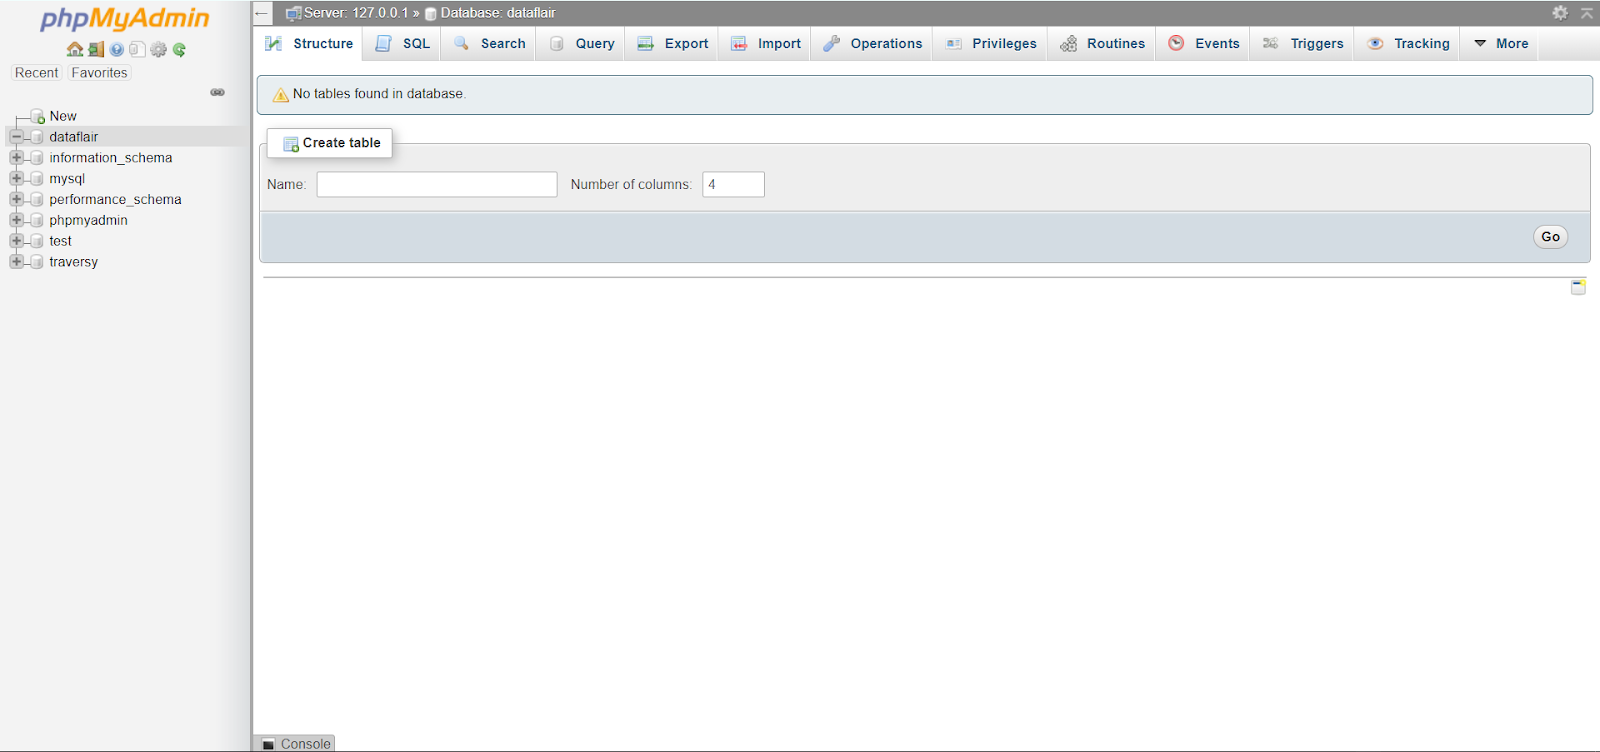 phpMyAdmin
Recent Favorites
New
dataflair
information_schema
mysql
performance_schema
phpmyadmin
test
traversy
Server: 127.0.0.1 » Database: dataflair
Structure SQL Search Query Export Import Operations Privileges Routines Events Triggers Tracking More
No tables found in database.
Create table
Name: Number of columns: 4
Go
Console